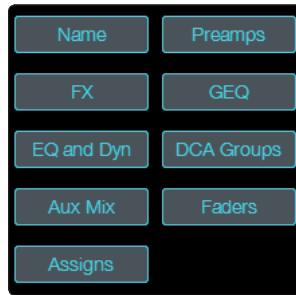 Name
Preamps
FX
GEQ
EQ and Dyn
DCA Groups
Aux Mix
Faders
Assigns